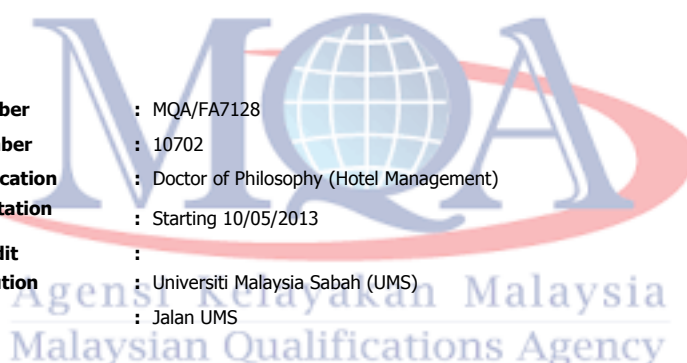 MQA
ber : MQA/FA7128
ber : 10702
cation : Doctor of Philosophy (Hotel Management)
tation : Starting 10/05/2013
dit :
tion : Universiti Malaysia Sabah (UMS)
Agensi Kelayakan Malaysia
: Jalan UMS
Malaysian Qualifications Agency